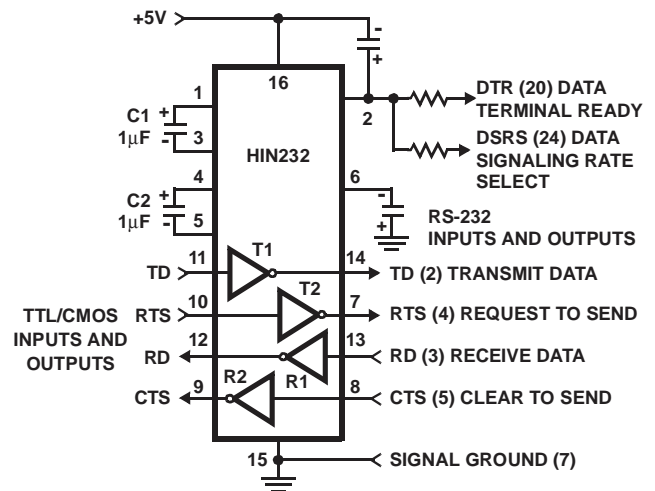 +5V
-
+
16
1
C1
+
1μF
-
3
HIN232
2
DTR (20) DATA
TERMINAL READY
DSRS (24) DATA
SIGNALING RATE
SELECT
4
C2
+
1μF
-
5
6
-
+
RS-232
INPUTS AND OUTPUTS
TD
11
T1
14
TD (2) TRANSMIT DATA
TTL/CMOS
INPUTS AND
OUTPUTS
RTS
10
T2
7
RTS (4) REQUEST TO SEND
RD
12
R1
13
RD (3) RECEIVE DATA
CTS
9
R2
8
CTS (5) CLEAR TO SEND
15
SIGNAL GROUND (7)